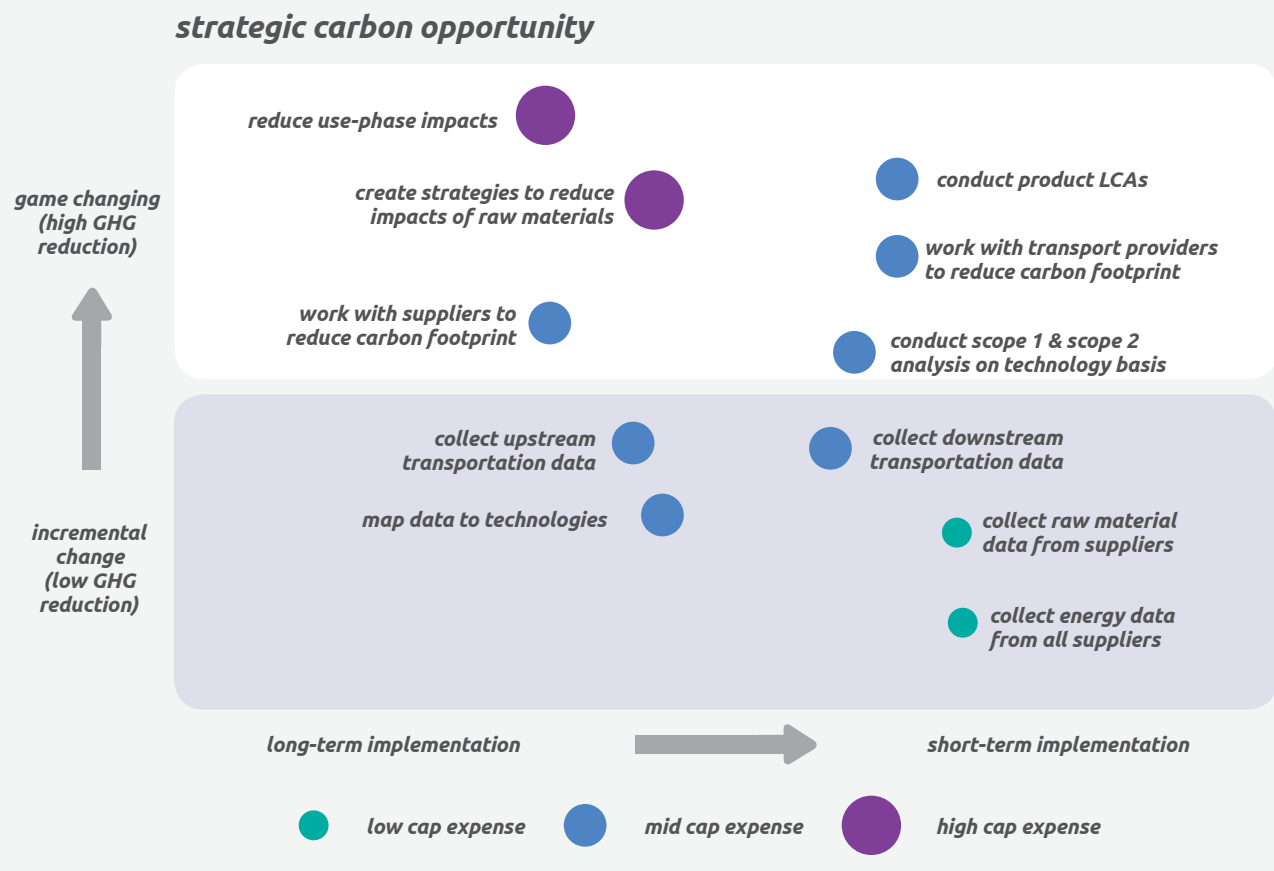 strategic carbon opportunity
reduce use-phase impacts
create strategies to reduce
impacts of raw materials
conduct product LCAs
game changing
(high GHG
reduction)
work with transport providers
to reduce carbon footprint
work with suppliers to
reduce carbon footprint
conduct scope 1 & scope 2
analysis on technology basis
collect upstream
transportation data
collect downstream
transportation data
map data to technologies
collect raw material
data from suppliers
incremental
change
(low GHG
reduction)
collect energy data
from all suppliers
long-term implementation
short-term implementation
low cap expense
mid cap expense
high cap expense